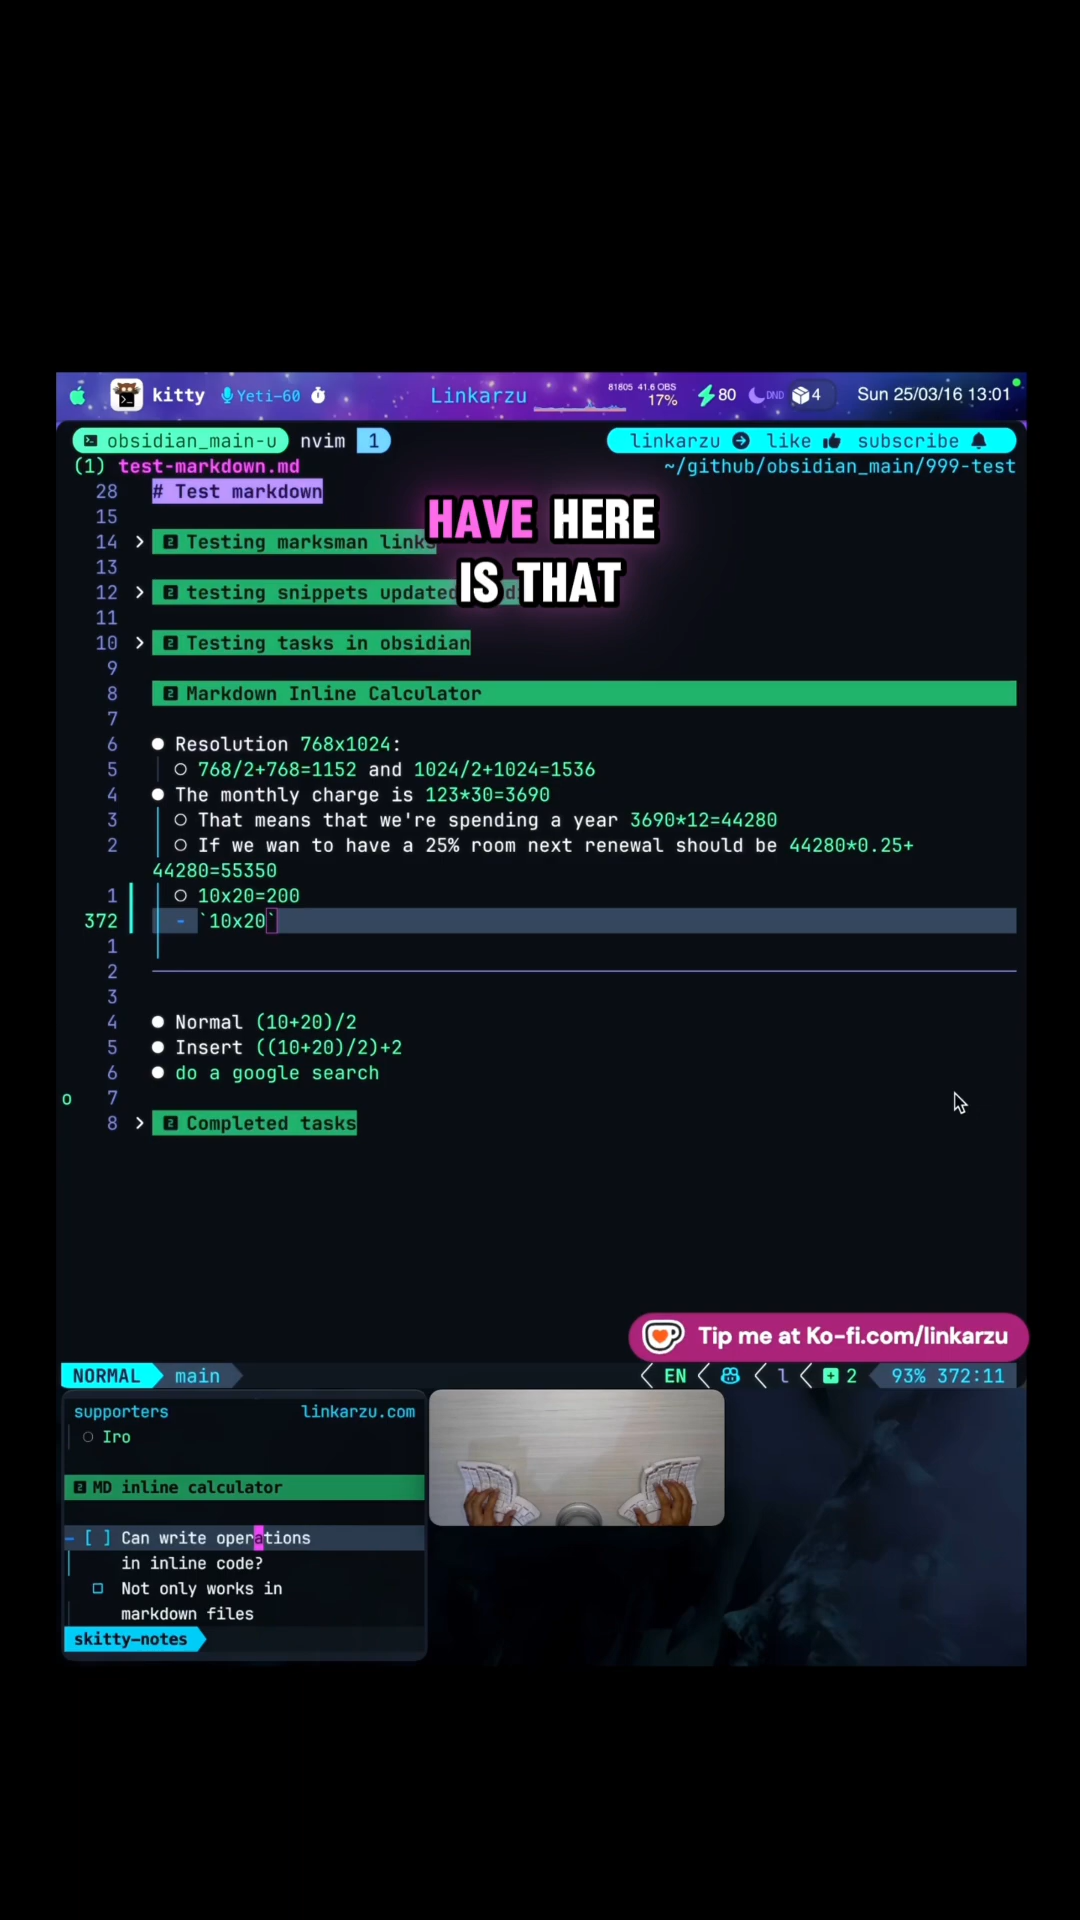 kitty Yeti-60 Linkarzu 81805 41.6 OBS 17% 80 DND 4 Sun 25/03/16 13:01
obsidian_main-u nvim 1 linkarzu like subscribe
(1) test-markdown.md ~/github/obsidian_main/999-test
28 # Test markdown
15
HAVE HERE
14 Testing marksman links
13
IS THAT
12 testing snippets updated
11
10 Testing tasks in obsidian
9
8 Markdown Inline Calculator
7
6 Resolution 768x1024:
5 768/2+768=1152 and 1024/2+1024=1536
4 The monthly charge is 123*30=3690
3 That means that we're spending a year 3690*12=44280
2 If we wan to have a 25% room next renewal should be 44280*0.25+
44280=55350
1 10x20=200
372 - `10x20`
1
2
3
4 Normal (10+20)/2
5 Insert ((10+20)/2)+2
6 do a google search
o 7
8 Completed tasks
Tip me at Ko-fi.com/linkarzu
NORMAL main EN l 2 93% 372:11
supporters linkarzu.com
Iro
MD inline calculator
- [ ] Can write operations
in inline code?
Not only works in
markdown files
skitty-notes